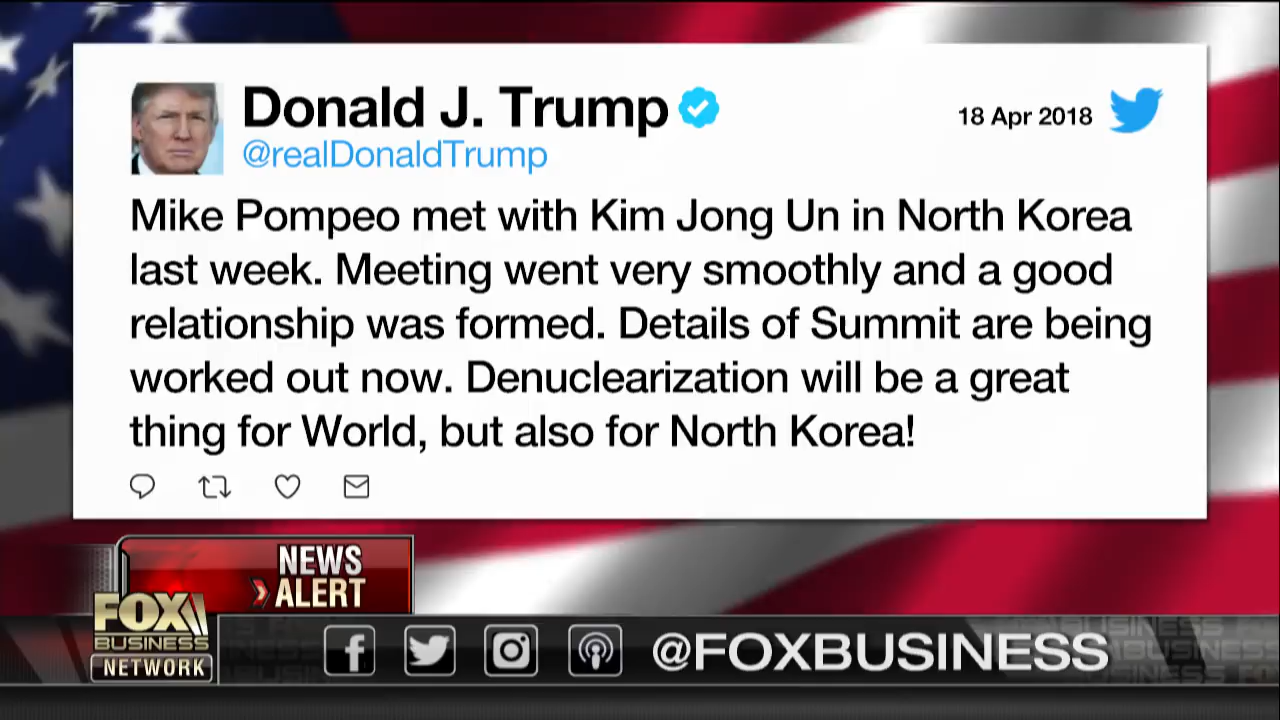 Donald J. Trump
18 Apr 2018
@realDonaldTrump
Mike Pompeo met with Kim Jong Un in North Korea
last week. Meeting went very smoothly and a good
relationship was formed. Details of Summit are being
worked out now. Denuclearization will be a great
thing for World, but also for North Korea!
NEWS
ALERT
FOX
BUSINESS
NETWORK
@FOXBUSINESS